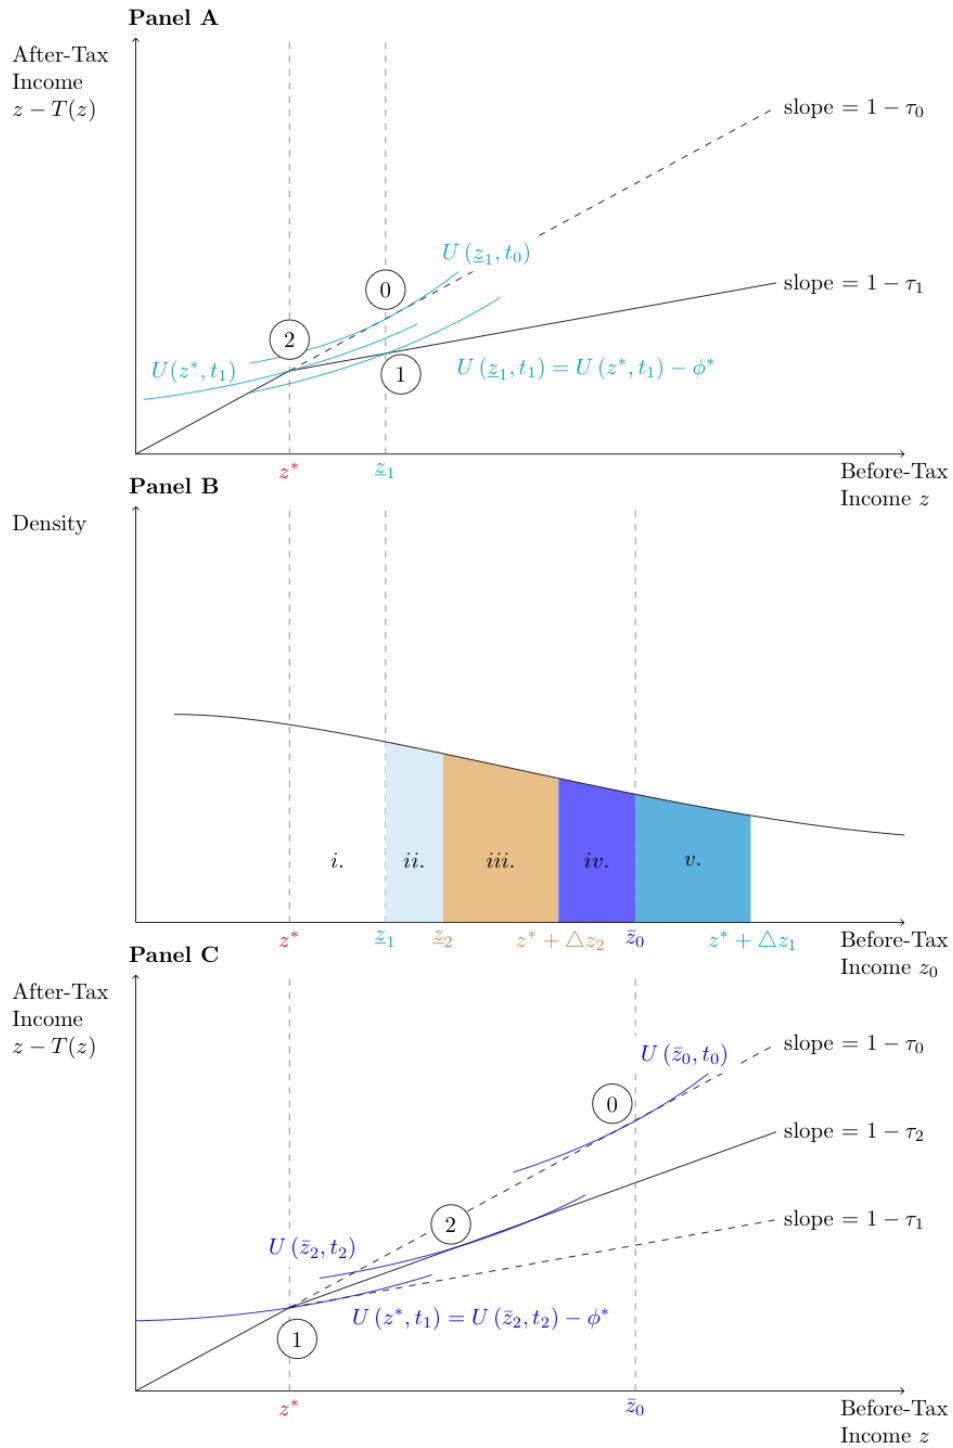 Panel A
After-Tax
Income
z − T(z)
slope = 1 − τ₀
U (z̲₁, t₀)
0
slope = 1 − τ₁
2
U(z*, t₁)
1
U (z̲₁, t₁) = U (z*, t₁) − ϕ*
z*
z̲₁
Before-Tax
Income z
Panel B
Density
i.
ii.
iii.
iv.
v.
z*
z̲₁
z̲₂
z* + △z₂
z̄₀
z* + △z₁
Before-Tax
Income z₀
Panel C
After-Tax
Income
z − T(z)
slope = 1 − τ₀
U (z̄₀, t₀)
0
slope = 1 − τ₂
2
slope = 1 − τ₁
U (z̄₂, t₂)
U (z*, t₁) = U (z̄₂, t₂) − ϕ*
1
z*
z̄₀
Before-Tax
Income z